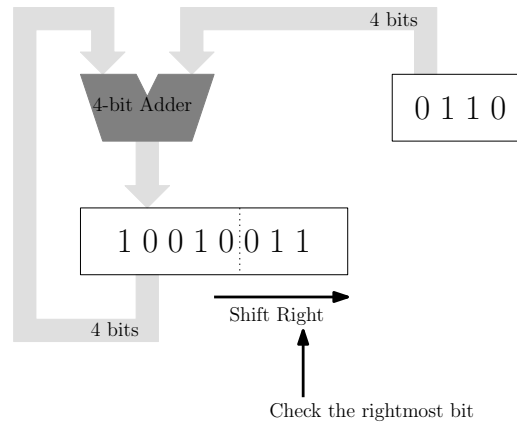 4 bits
4-bit Adder
0 1 1 0
1 0 0 1 0 0 1 1
4 bits
Shift Right
Check the rightmost bit